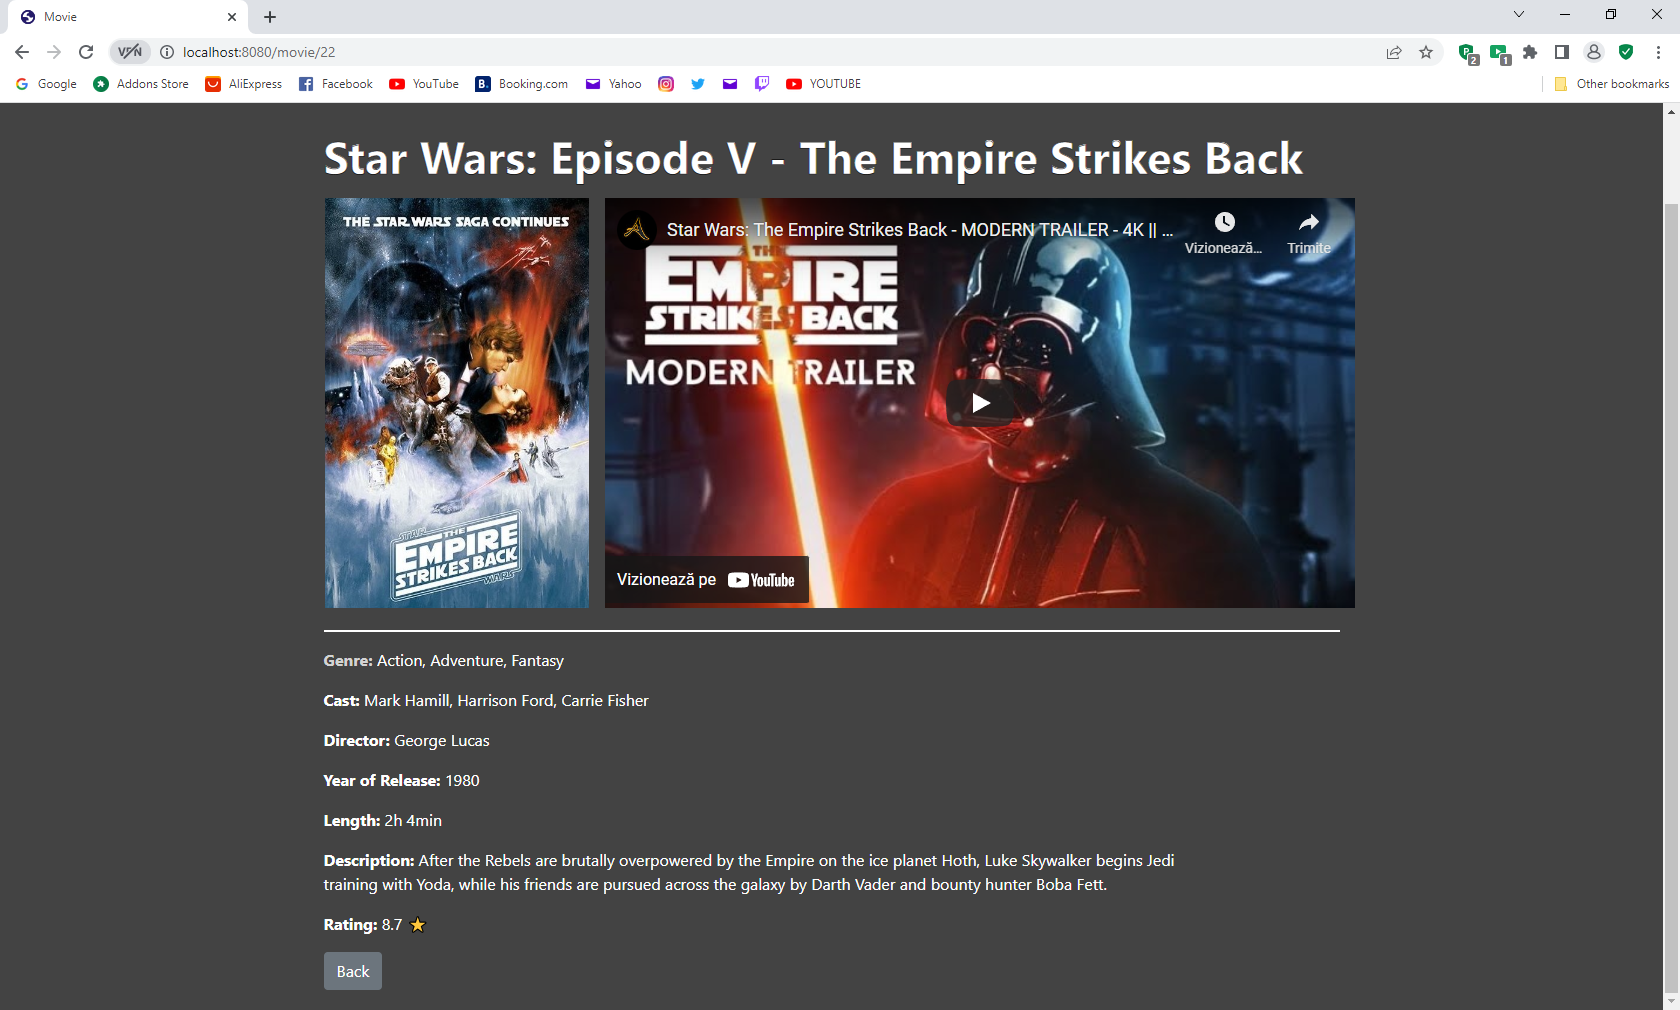 Movie
VPN
localhost:8080/movie/22
2
1
Google
Addons Store
AliExpress
Facebook
YouTube
B.
Booking.com
Yahoo
YOUTUBE
Other bookmarks
Star Wars: Episode V - The Empire Strikes Back
THE STAR WARS SAGA CONTINUES
STAR
THE
EMPIRE
STRIKES BACK
WARS
Star Wars: The Empire Strikes Back - MODERN TRAILER - 4K || ...
Vizionează...
Trimite
THE
EMPIRE
STRIKES BACK
MODERN TRAILER
Vizionează pe YouTube
Genre: Action, Adventure, Fantasy
Cast: Mark Hamill, Harrison Ford, Carrie Fisher
Director: George Lucas
Year of Release: 1980
Length: 2h 4min
Description: After the Rebels are brutally overpowered by the Empire on the ice planet Hoth, Luke Skywalker begins Jedi
training with Yoda, while his friends are pursued across the galaxy by Darth Vader and bounty hunter Boba Fett.
Rating: 8.7
Back